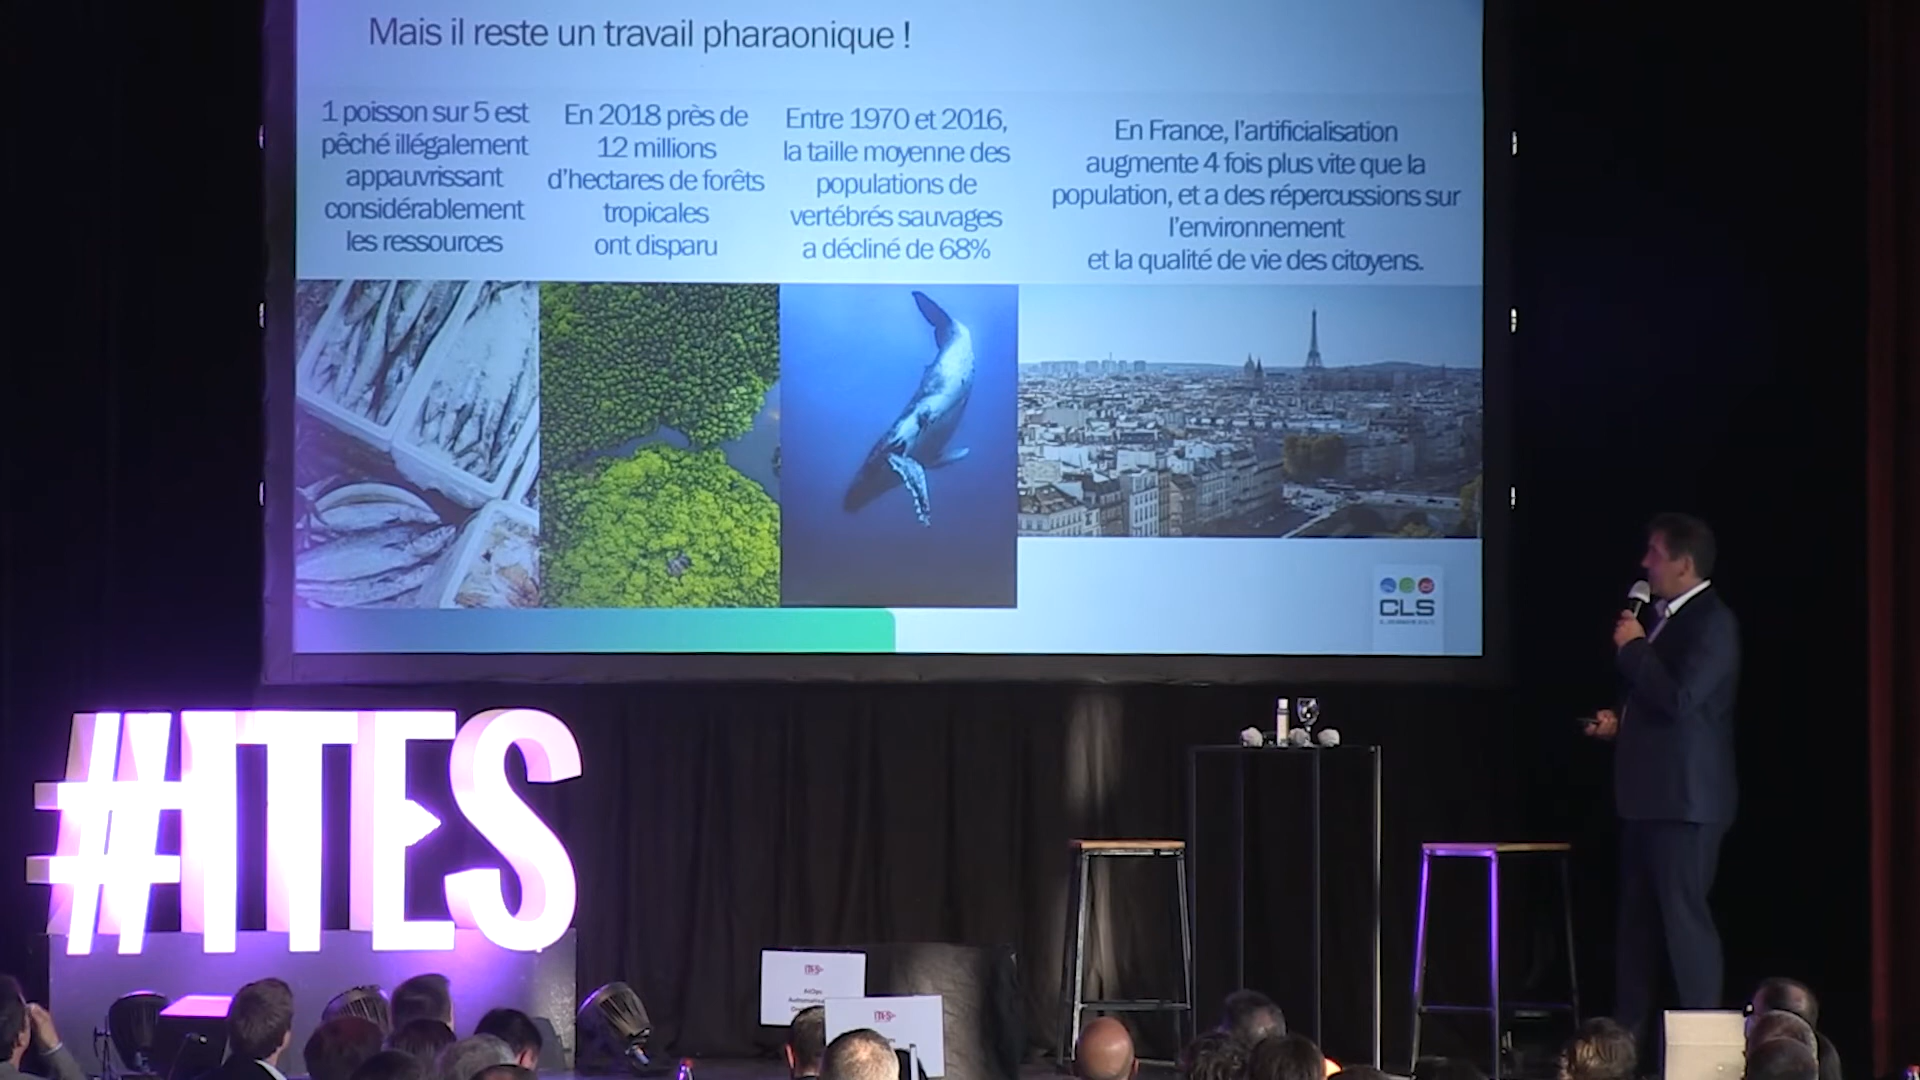 Mais il reste un travail pharaonique !
1 poisson sur 5 est
pêché illégalement
appauvrissant
considérablement
les ressources
En 2018 près de
12 millions
d'hectares de forêts
tropicales
ont disparu
Entre 1970 et 2016,
la taille moyenne des
populations de
vertébrés sauvages
a décliné de 68%
En France, l'artificialisation
augmente 4 fois plus vite que la
population, et a des répercussions sur
l'environnement
et la qualité de vie des citoyens.
CLS
#ITES
ITES
AIOps
ITES